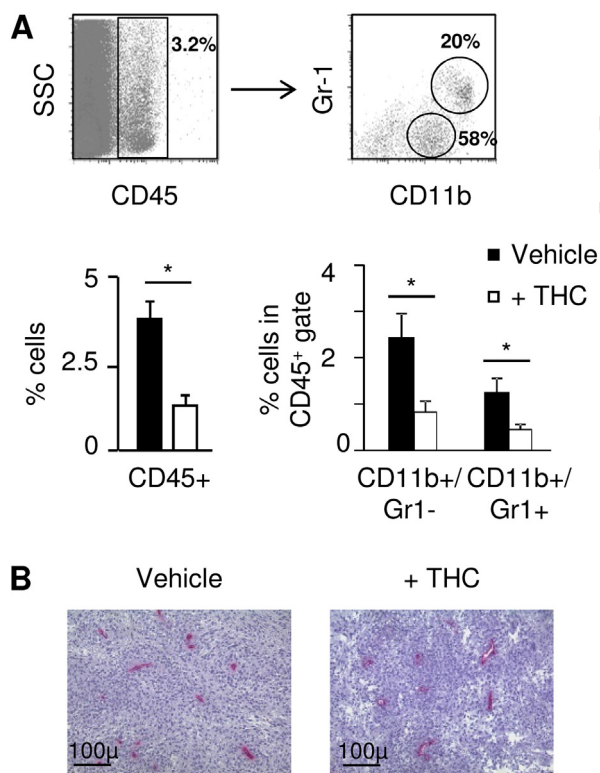 A
SSC
3.2%
CD45
Gr-1
20%
58%
CD11b
% cells
5
2.5
0
*
CD45+
% cells in
CD45+ gate
4
2
0
*
*
CD11b+/
Gr1-
CD11b+/
Gr1+
Vehicle
+ THC
B
Vehicle
+ THC
100µ
100µ